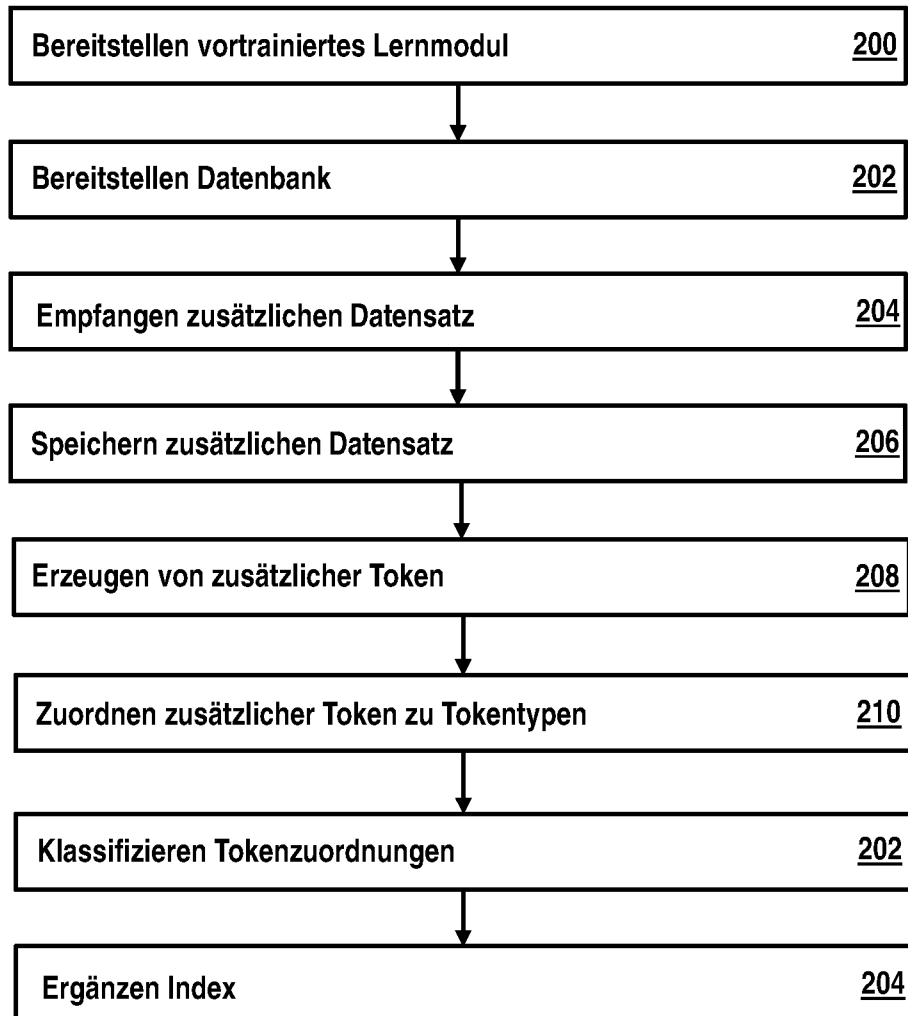 Bereitstellen vortrainiertes Lernmodul 200
Bereitstellen Datenbank 202
Empfangen zusätzlichen Datensatz 204
Speichern zusätzlichen Datensatz 206
Erzeugen von zusätzlicher Token 208
Zuordnen zusätzlicher Token zu Tokentypen 210
Klassifizieren Tokenzuordnungen 202
Ergänzen Index 204